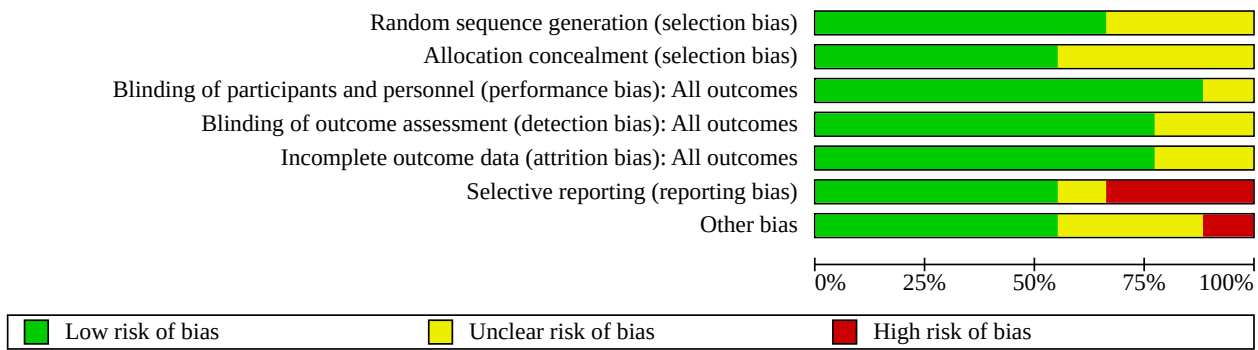 Random sequence generation (selection bias)
Allocation concealment (selection bias)
Blinding of participants and personnel (performance bias): All outcomes
Blinding of outcome assessment (detection bias): All outcomes
Incomplete outcome data (attrition bias): All outcomes
Selective reporting (reporting bias)
Other bias
0% 25% 50% 75% 100%
Low risk of bias Unclear risk of bias High risk of bias